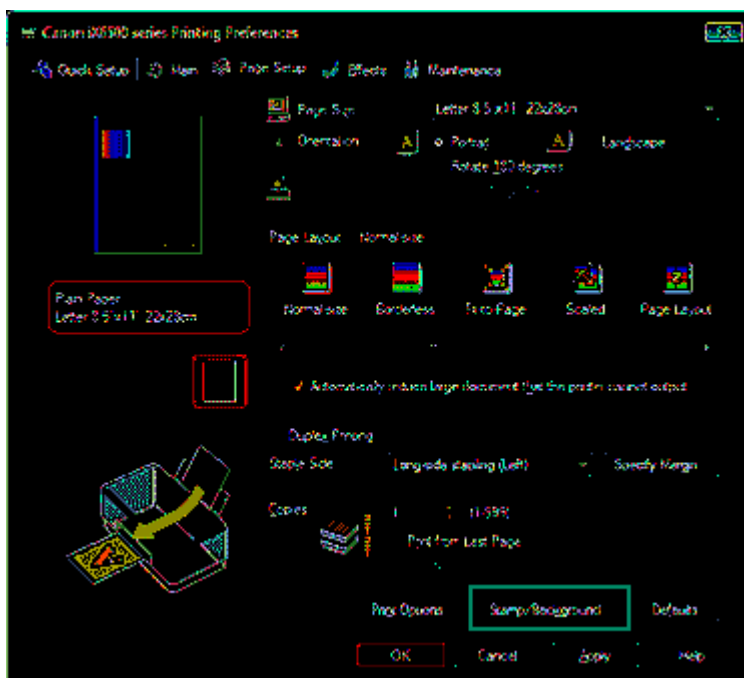 Canon iX6500 series Printing Preferences
Quick Setup Main Page Setup Effects Maintenance
Page Size Letter 8.5"x11" 22x28cm
Orientation A Portrait A Landscape
Rotate 180 degrees
Page Layout Normal-size
Normal-size Borderless Fit-to-Page Scaled Page Layout
Plain Paper
Letter 8.5"x11" 22x28cm
Automatically reduce large document that the printer cannot output
Duplex Printing
Staple Side Long-side stapling (Left) Specify Margin
Copies 1 (1-999)
Print from Last Page
Print Options Stamp/Background Defaults
OK Cancel Apply Help